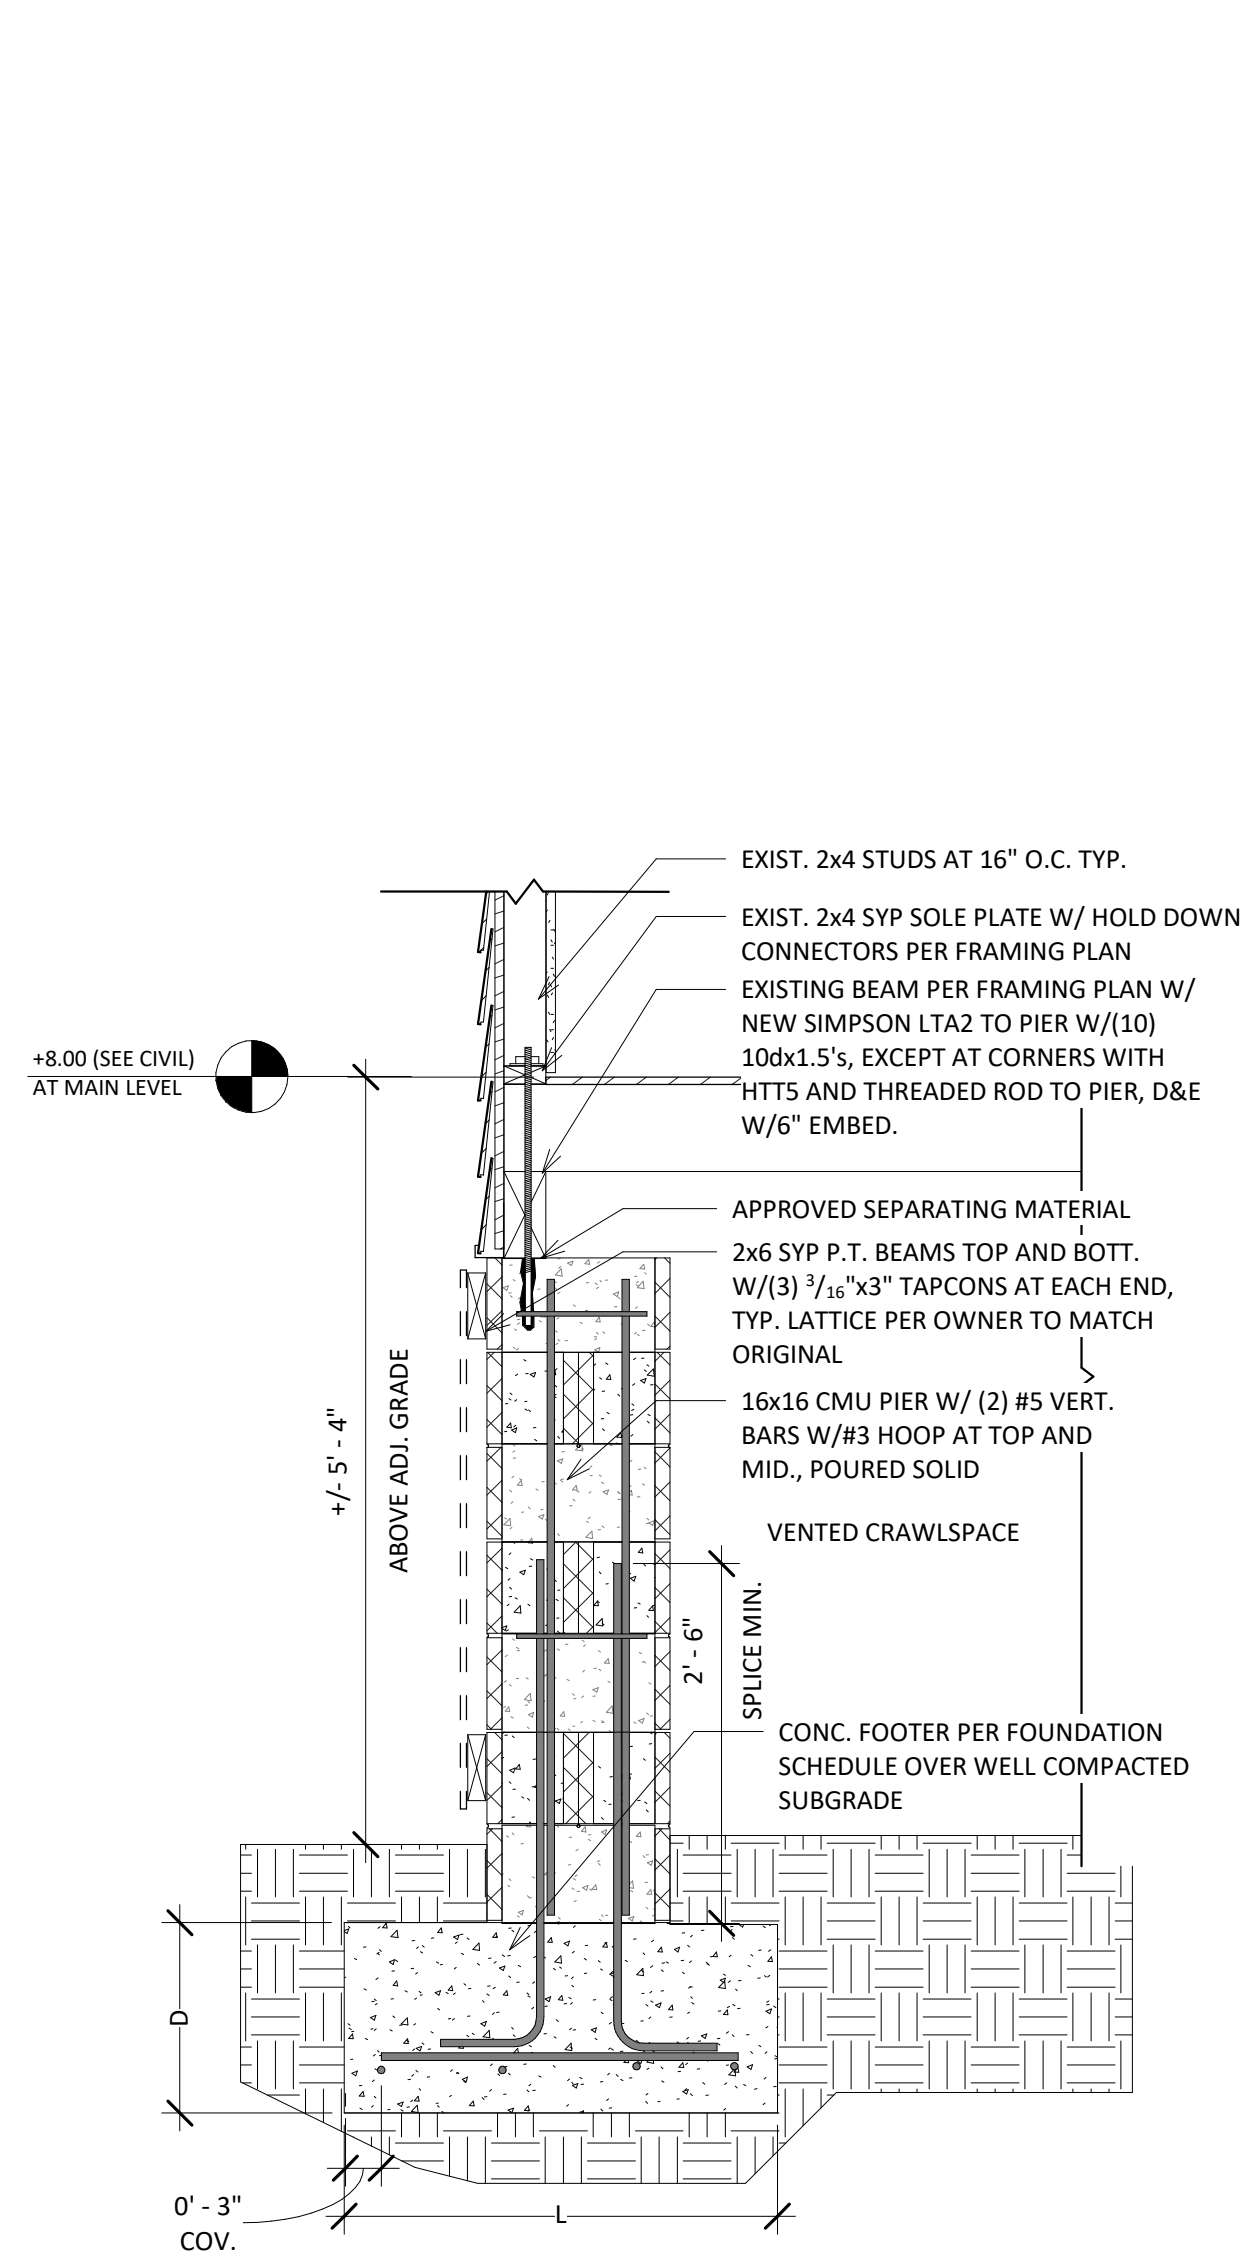 EXIST. 2x4 STUDS AT 16" O.C. TYP.
EXIST. 2x4 SYP SOLE PLATE W/ HOLD DOWN
CONNECTORS PER FRAMING PLAN
EXISTING BEAM PER FRAMING PLAN W/
NEW SIMPSON LTA2 TO PIER W/(10)
10dx1.5's, EXCEPT AT CORNERS WITH
HTT5 AND THREADED ROD TO PIER, D&E
W/6" EMBED.
+8.00 (SEE CIVIL)
AT MAIN LEVEL
APPROVED SEPARATING MATERIAL
2x6 SYP P.T. BEAMS TOP AND BOTT.
W/(3) 3/16"x3" TAPCONS AT EACH END,
TYP. LATTICE PER OWNER TO MATCH
ORIGINAL
16x16 CMU PIER W/ (2) #5 VERT.
BARS W/#3 HOOP AT TOP AND
MID., POURED SOLID
+/- 5' - 4"
ABOVE ADJ. GRADE
VENTED CRAWLSPACE
2' - 6"
SPLICE MIN.
CONC. FOOTER PER FOUNDATION
SCHEDULE OVER WELL COMPACTED
SUBGRADE
D
0' - 3"
COV.
L